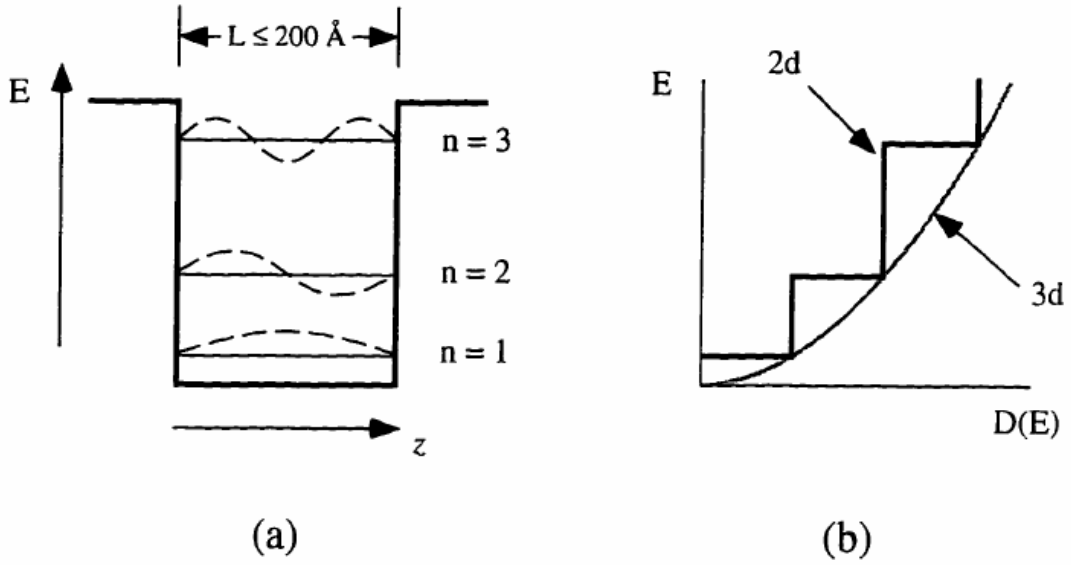 L ≤ 200 Å
E
n = 3
n = 2
n = 1
z
(a)
E
2d
3d
D(E)
(b)